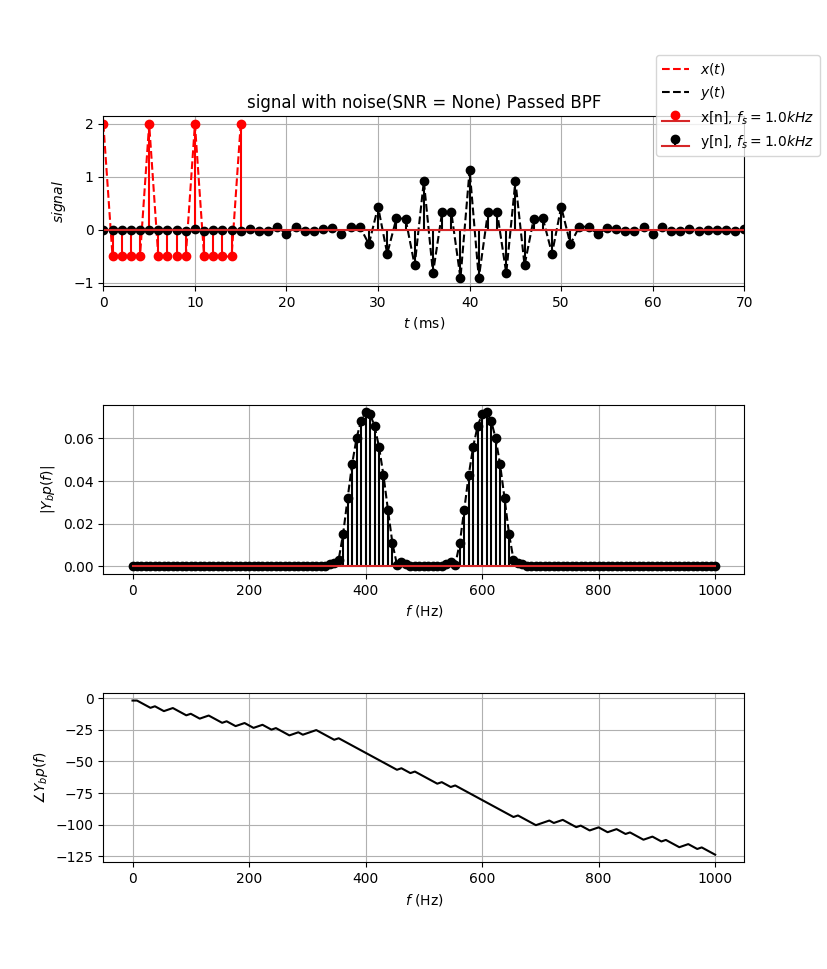 signal with noise(SNR = None) Passed BPF
x(t)
y(t)
x[n], f_s = 1.0kHz
y[n], f_s = 1.0kHz
signal
2
1
0
−1
0 10 20 30 40 50 60 70
t (ms)
|Y_bp(f)|
0.06
0.04
0.02
0.00
0 200 400 600 800 1000
f (Hz)
∠Y_bp(f)
0
−25
−50
−75
−100
−125
0 200 400 600 800 1000
f (Hz)